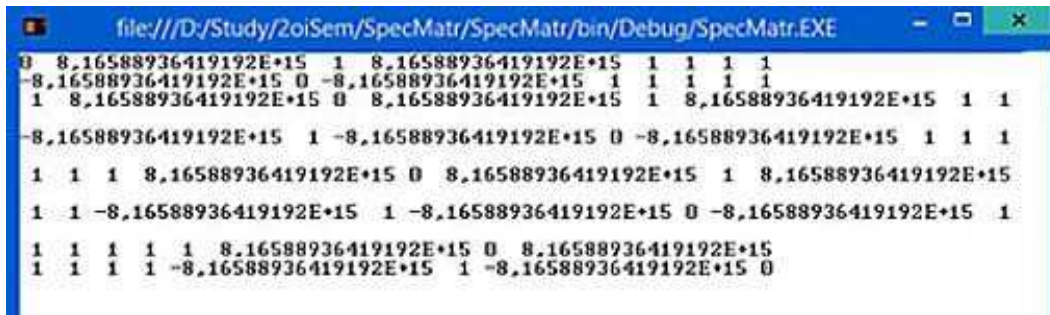 file:///D:/Study/2oiSem/SpecMatr/SpecMatr/bin/Debug/SpecMatr.EXE
0 8,16588936419192E+15 1 8,16588936419192E+15 1 1 1 1
-8,16588936419192E+15 0 -8,16588936419192E+15 1 1 1 1 1
1 8,16588936419192E+15 0 8,16588936419192E+15 1 8,16588936419192E+15 1 1
-8,16588936419192E+15 1 -8,16588936419192E+15 0 -8,16588936419192E+15 1 1 1
1 1 1 8,16588936419192E+15 0 8,16588936419192E+15 1 8,16588936419192E+15
1 1 -8,16588936419192E+15 1 -8,16588936419192E+15 0 -8,16588936419192E+15 1
1 1 1 1 1 8,16588936419192E+15 0 8,16588936419192E+15
1 1 1 1 -8,16588936419192E+15 1 -8,16588936419192E+15 0